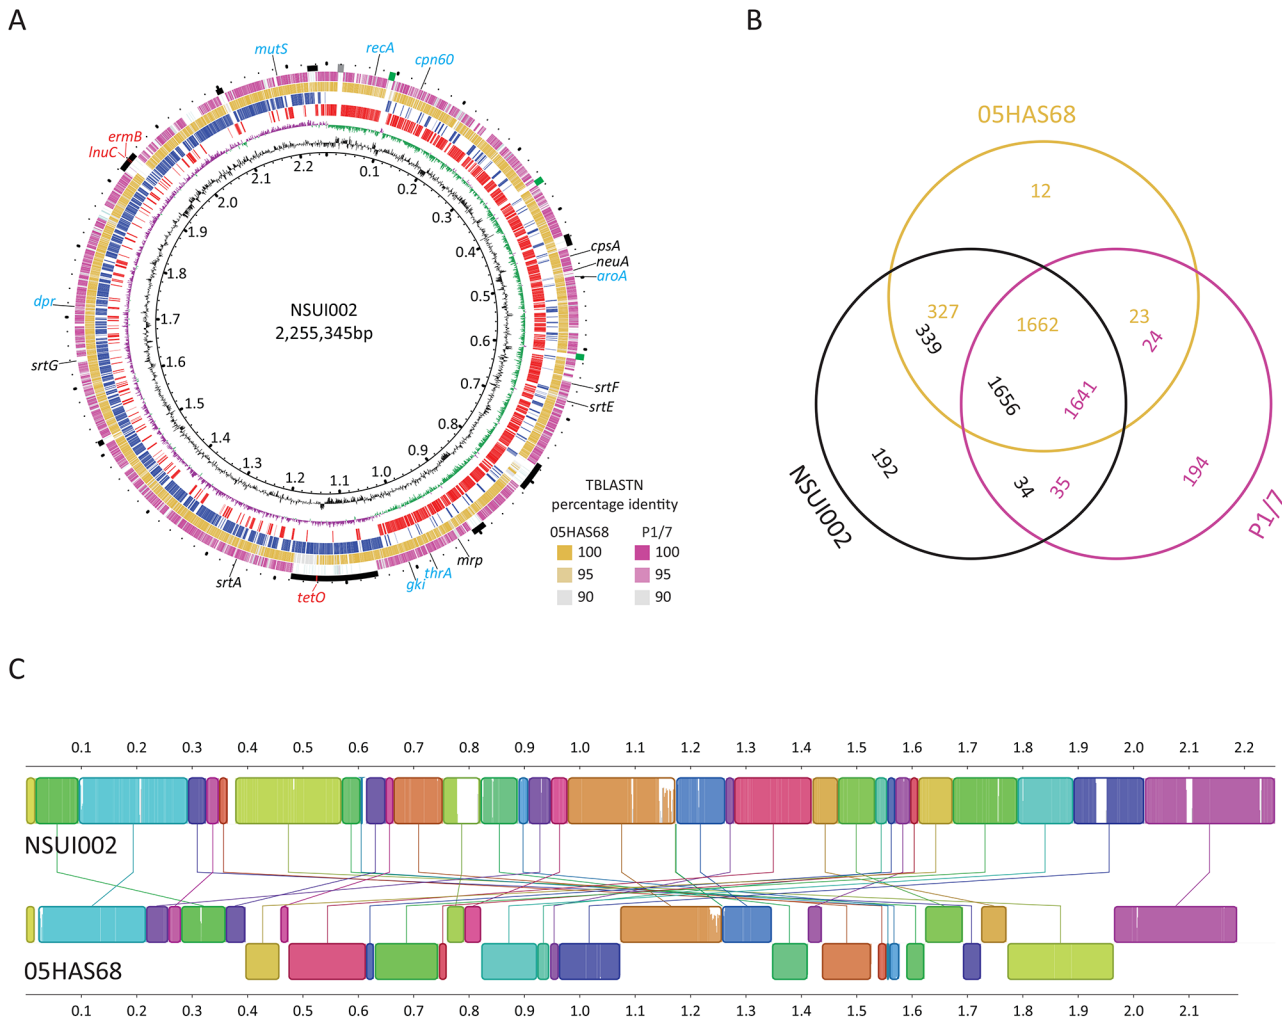 A
mutS
recA
cpn60
ermB
lnuC
cpsA
neuA
aroA
dpr
srtG
srtF
srtE
mrp
thrA
gki
tetO
srtA
0.1
0.2
0.3
0.4
0.5
0.6
0.7
0.8
0.9
1.0
1.1
1.2
1.3
1.4
1.5
1.6
1.7
1.8
1.9
2.0
2.1
2.2
NSUI002
2,255,345bp
TBLASTN
percentage identity
05HAS68 P1/7
100 100
95 95
90 90
B
05HAS68
12
327
339
1662
23
24
1656
1641
192
34
35
194
NSUI002
P1/7
C
0.1 0.2 0.3 0.4 0.5 0.6 0.7 0.8 0.9 1.0 1.1 1.2 1.3 1.4 1.5 1.6 1.7 1.8 1.9 2.0 2.1 2.2
NSUI002
05HAS68
0.1 0.2 0.3 0.4 0.5 0.6 0.7 0.8 0.9 1.0 1.1 1.2 1.3 1.4 1.5 1.6 1.7 1.8 1.9 2.0 2.1